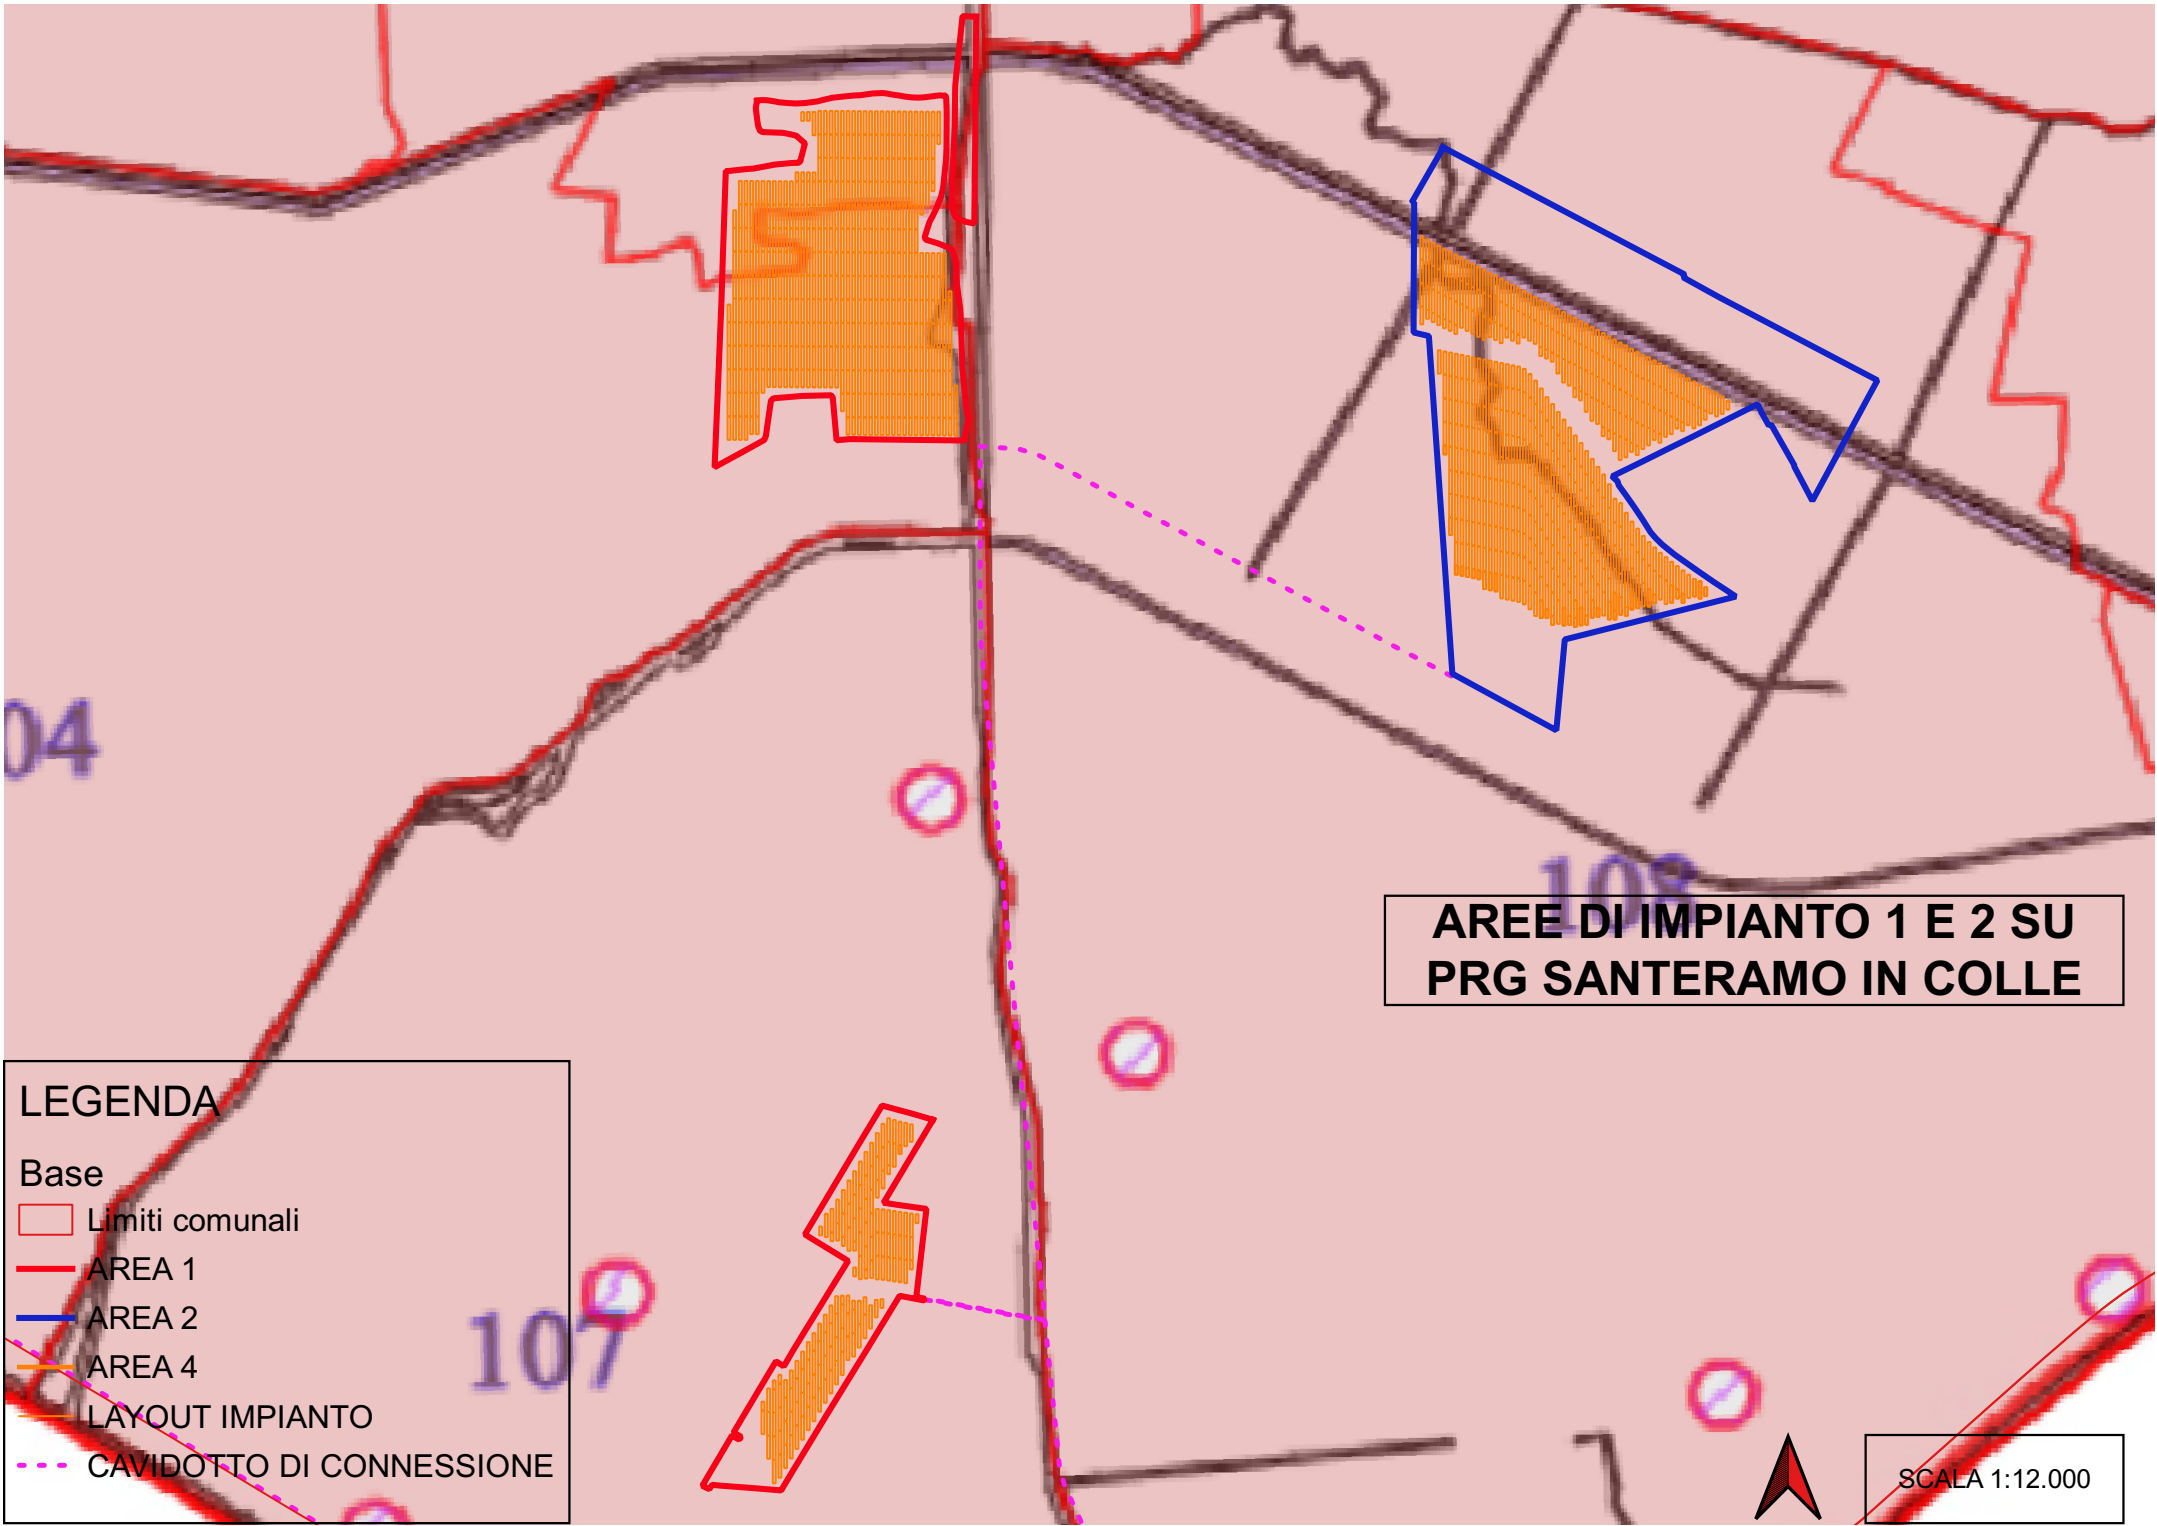 04
108
AREE DI IMPIANTO 1 E 2 SU
PRG SANTERAMO IN COLLE
LEGENDA
Base
Limiti comunali
AREA 1
AREA 2
AREA 4
LAYOUT IMPIANTO
CAVIDOTTO DI CONNESSIONE
107
SCALA 1:12.000